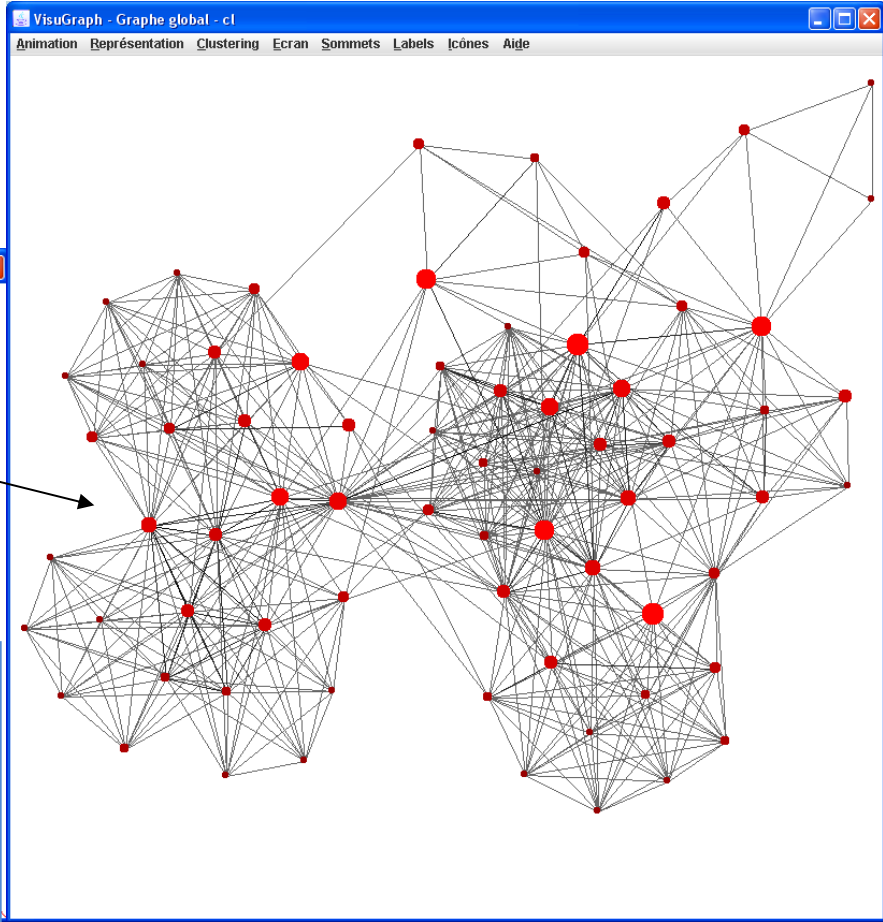 VisuGraph - Graphe global - cl
Animation Représentation Clustering Ecran Sommets Labels Icônes Aide